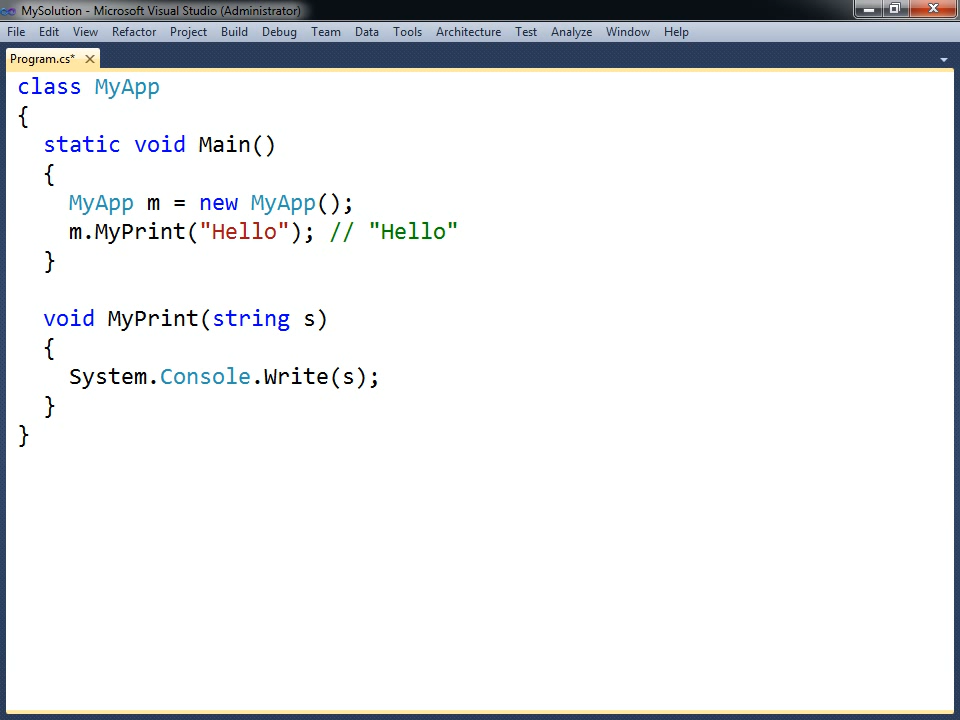 MySolution - Microsoft Visual Studio (Administrator)
File Edit View Refactor Project Build Debug Team Data Tools Architecture Test Analyze Window Help
Program.cs*
class MyApp
{
  static void Main()
  {
    MyApp m = new MyApp();
    m.MyPrint("Hello"); // "Hello"
  }

  void MyPrint(string s)
  {
    System.Console.Write(s);
  }
}